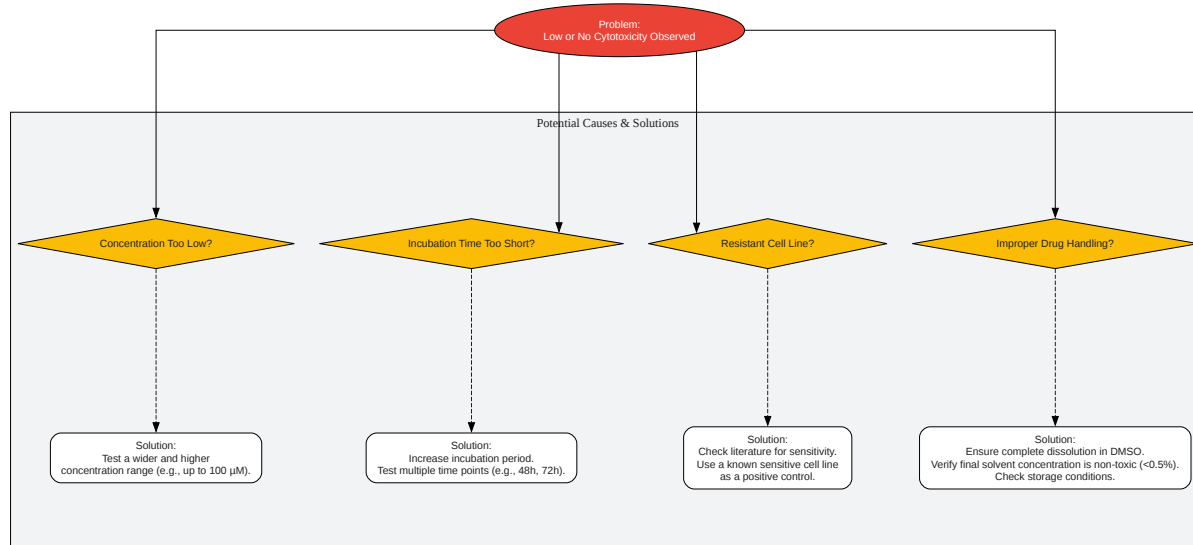 Problem:
Low or No Cytotoxicity Observed
Potential Causes & Solutions
Concentration Too Low?
Incubation Time Too Short?
Resistant Cell Line?
Improper Drug Handling?
Solution:
Test a wider and higher
concentration range (e.g., up to 100 µM).
Solution:
Increase incubation period.
Test multiple time points (e.g., 48h, 72h).
Solution:
Check literature for sensitivity.
Use a known sensitive cell line
as a positive control.
Solution:
Ensure complete dissolution in DMSO.
Verify final solvent concentration is non-toxic (<0.5%).
Check storage conditions.